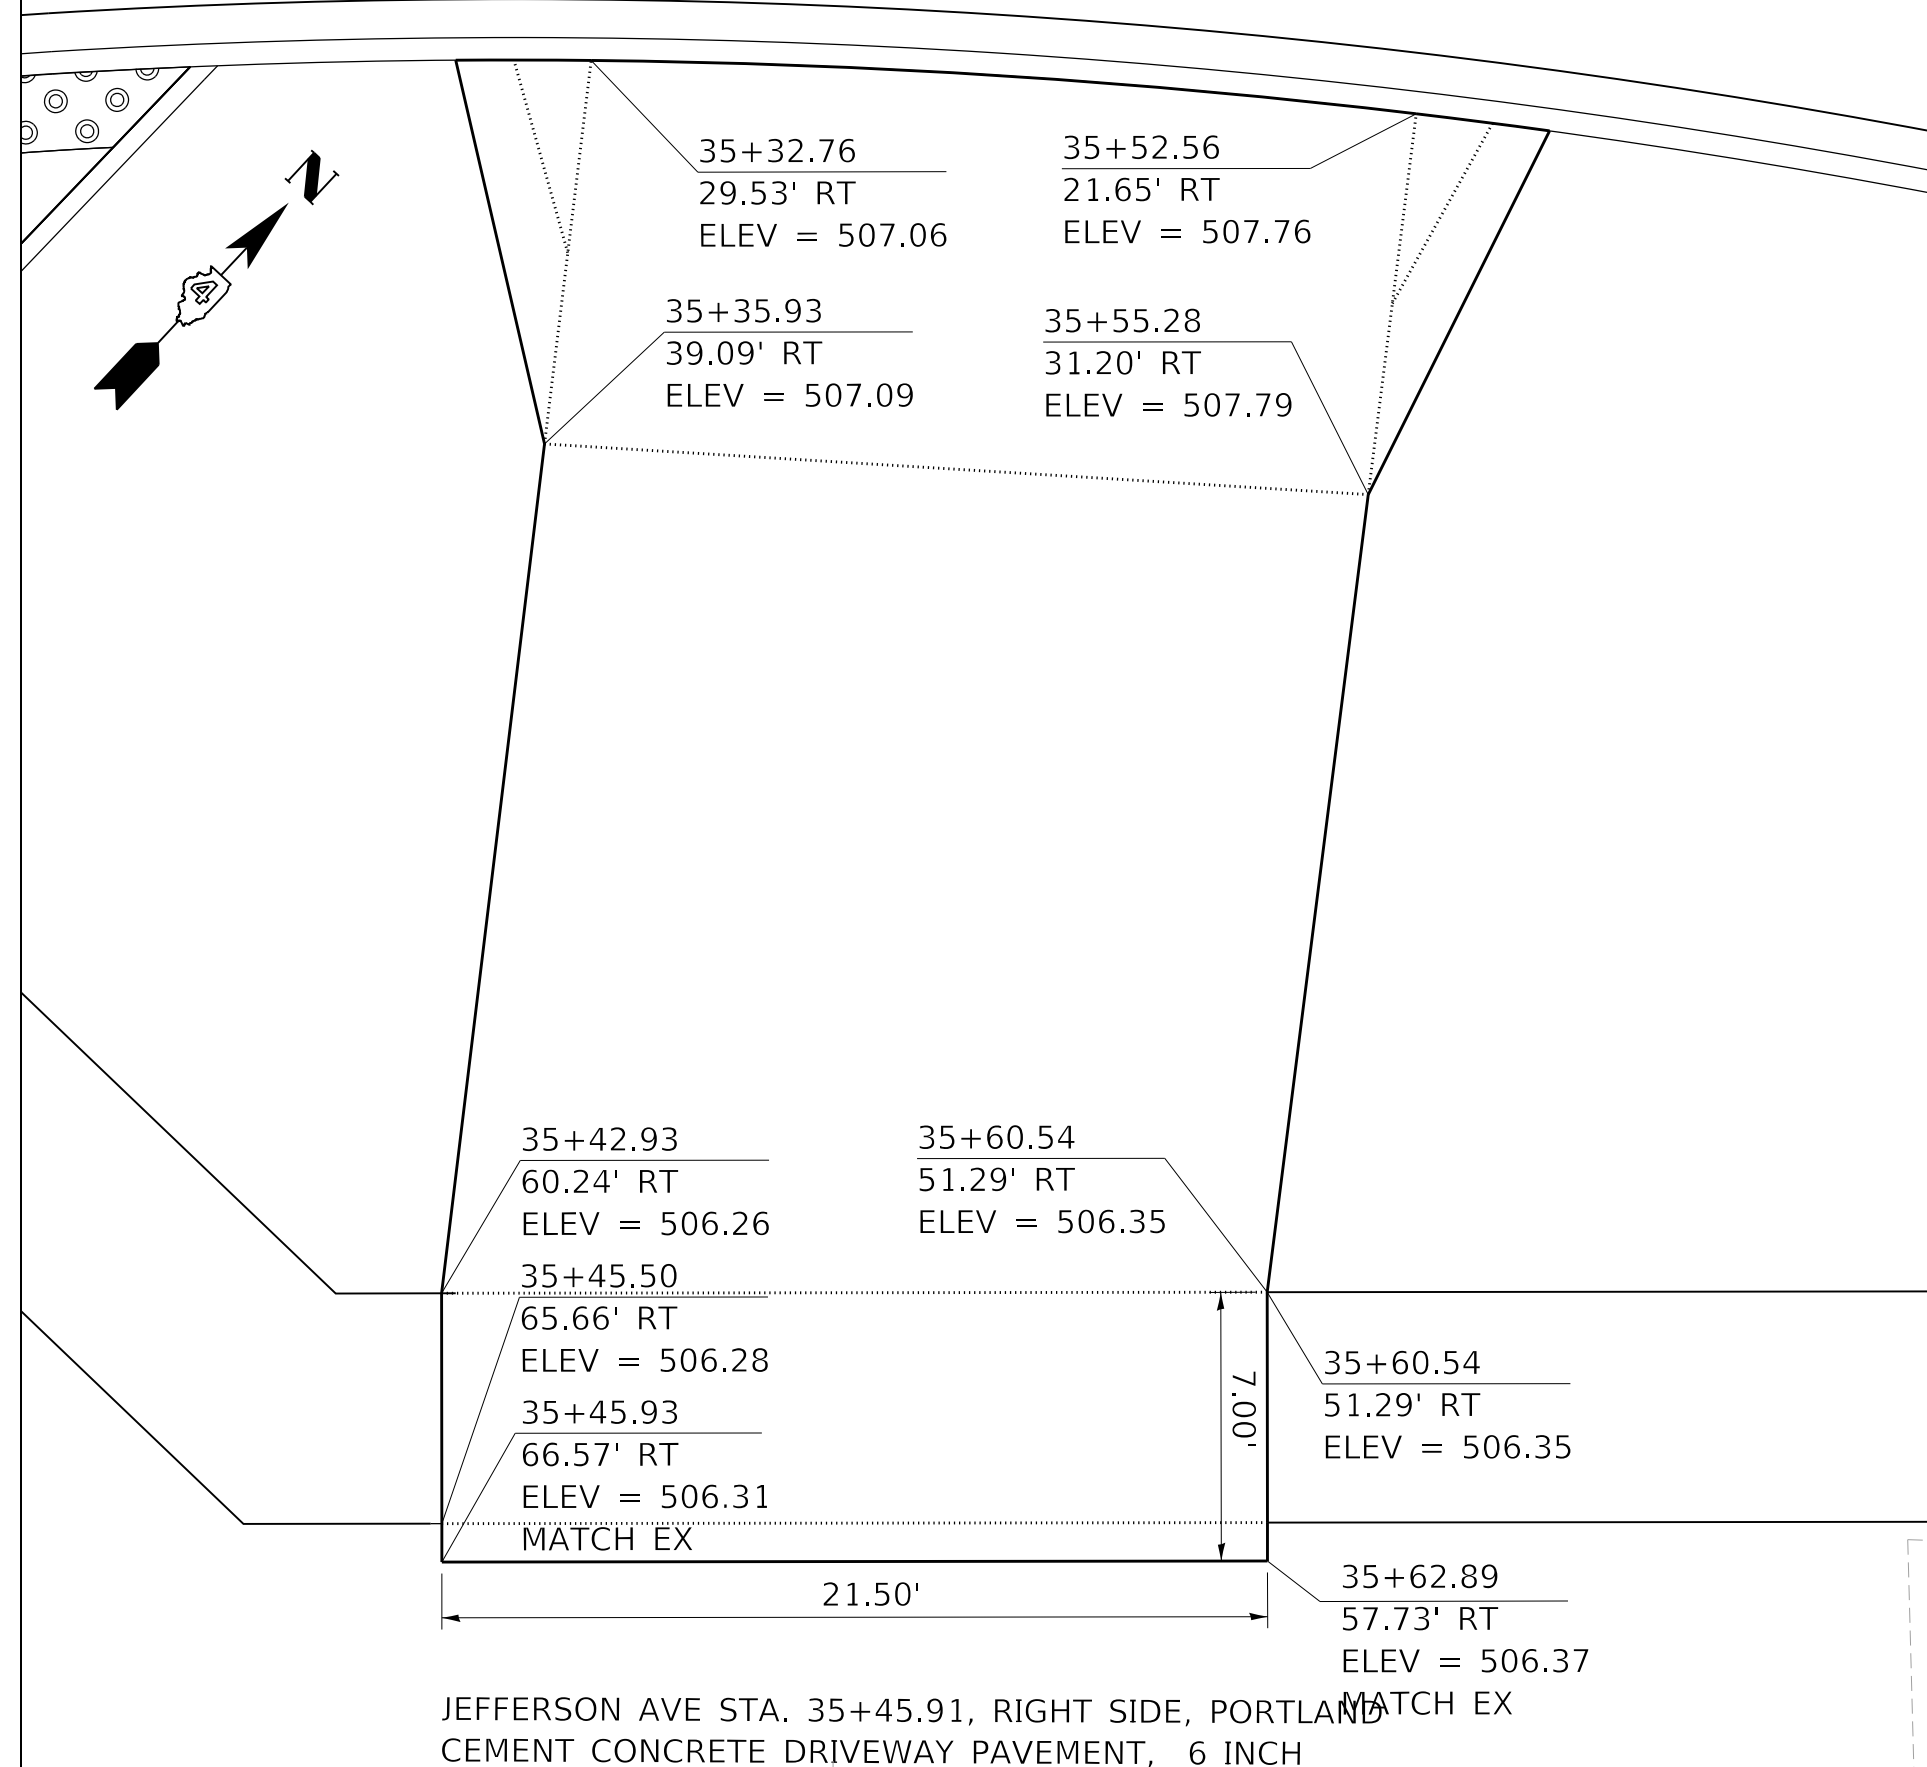 35+32.76
29.53' RT
ELEV = 507.06
35+52.56
21.65' RT
ELEV = 507.76
N
4
35+35.93
39.09' RT
ELEV = 507.09
35+55.28
31.20' RT
ELEV = 507.79
35+42.93
60.24' RT
ELEV = 506.26
35+60.54
51.29' RT
ELEV = 506.35
35+45.50
65.66' RT
ELEV = 506.28
35+45.93
66.57' RT
ELEV = 506.31
MATCH EX
7.00'
35+60.54
51.29' RT
ELEV = 506.35
21.50'
35+62.89
57.73' RT
ELEV = 506.37
MATCH EX
JEFFERSON AVE STA. 35+45.91, RIGHT SIDE, PORTLAND
CEMENT CONCRETE DRIVEWAY PAVEMENT, 6 INCH